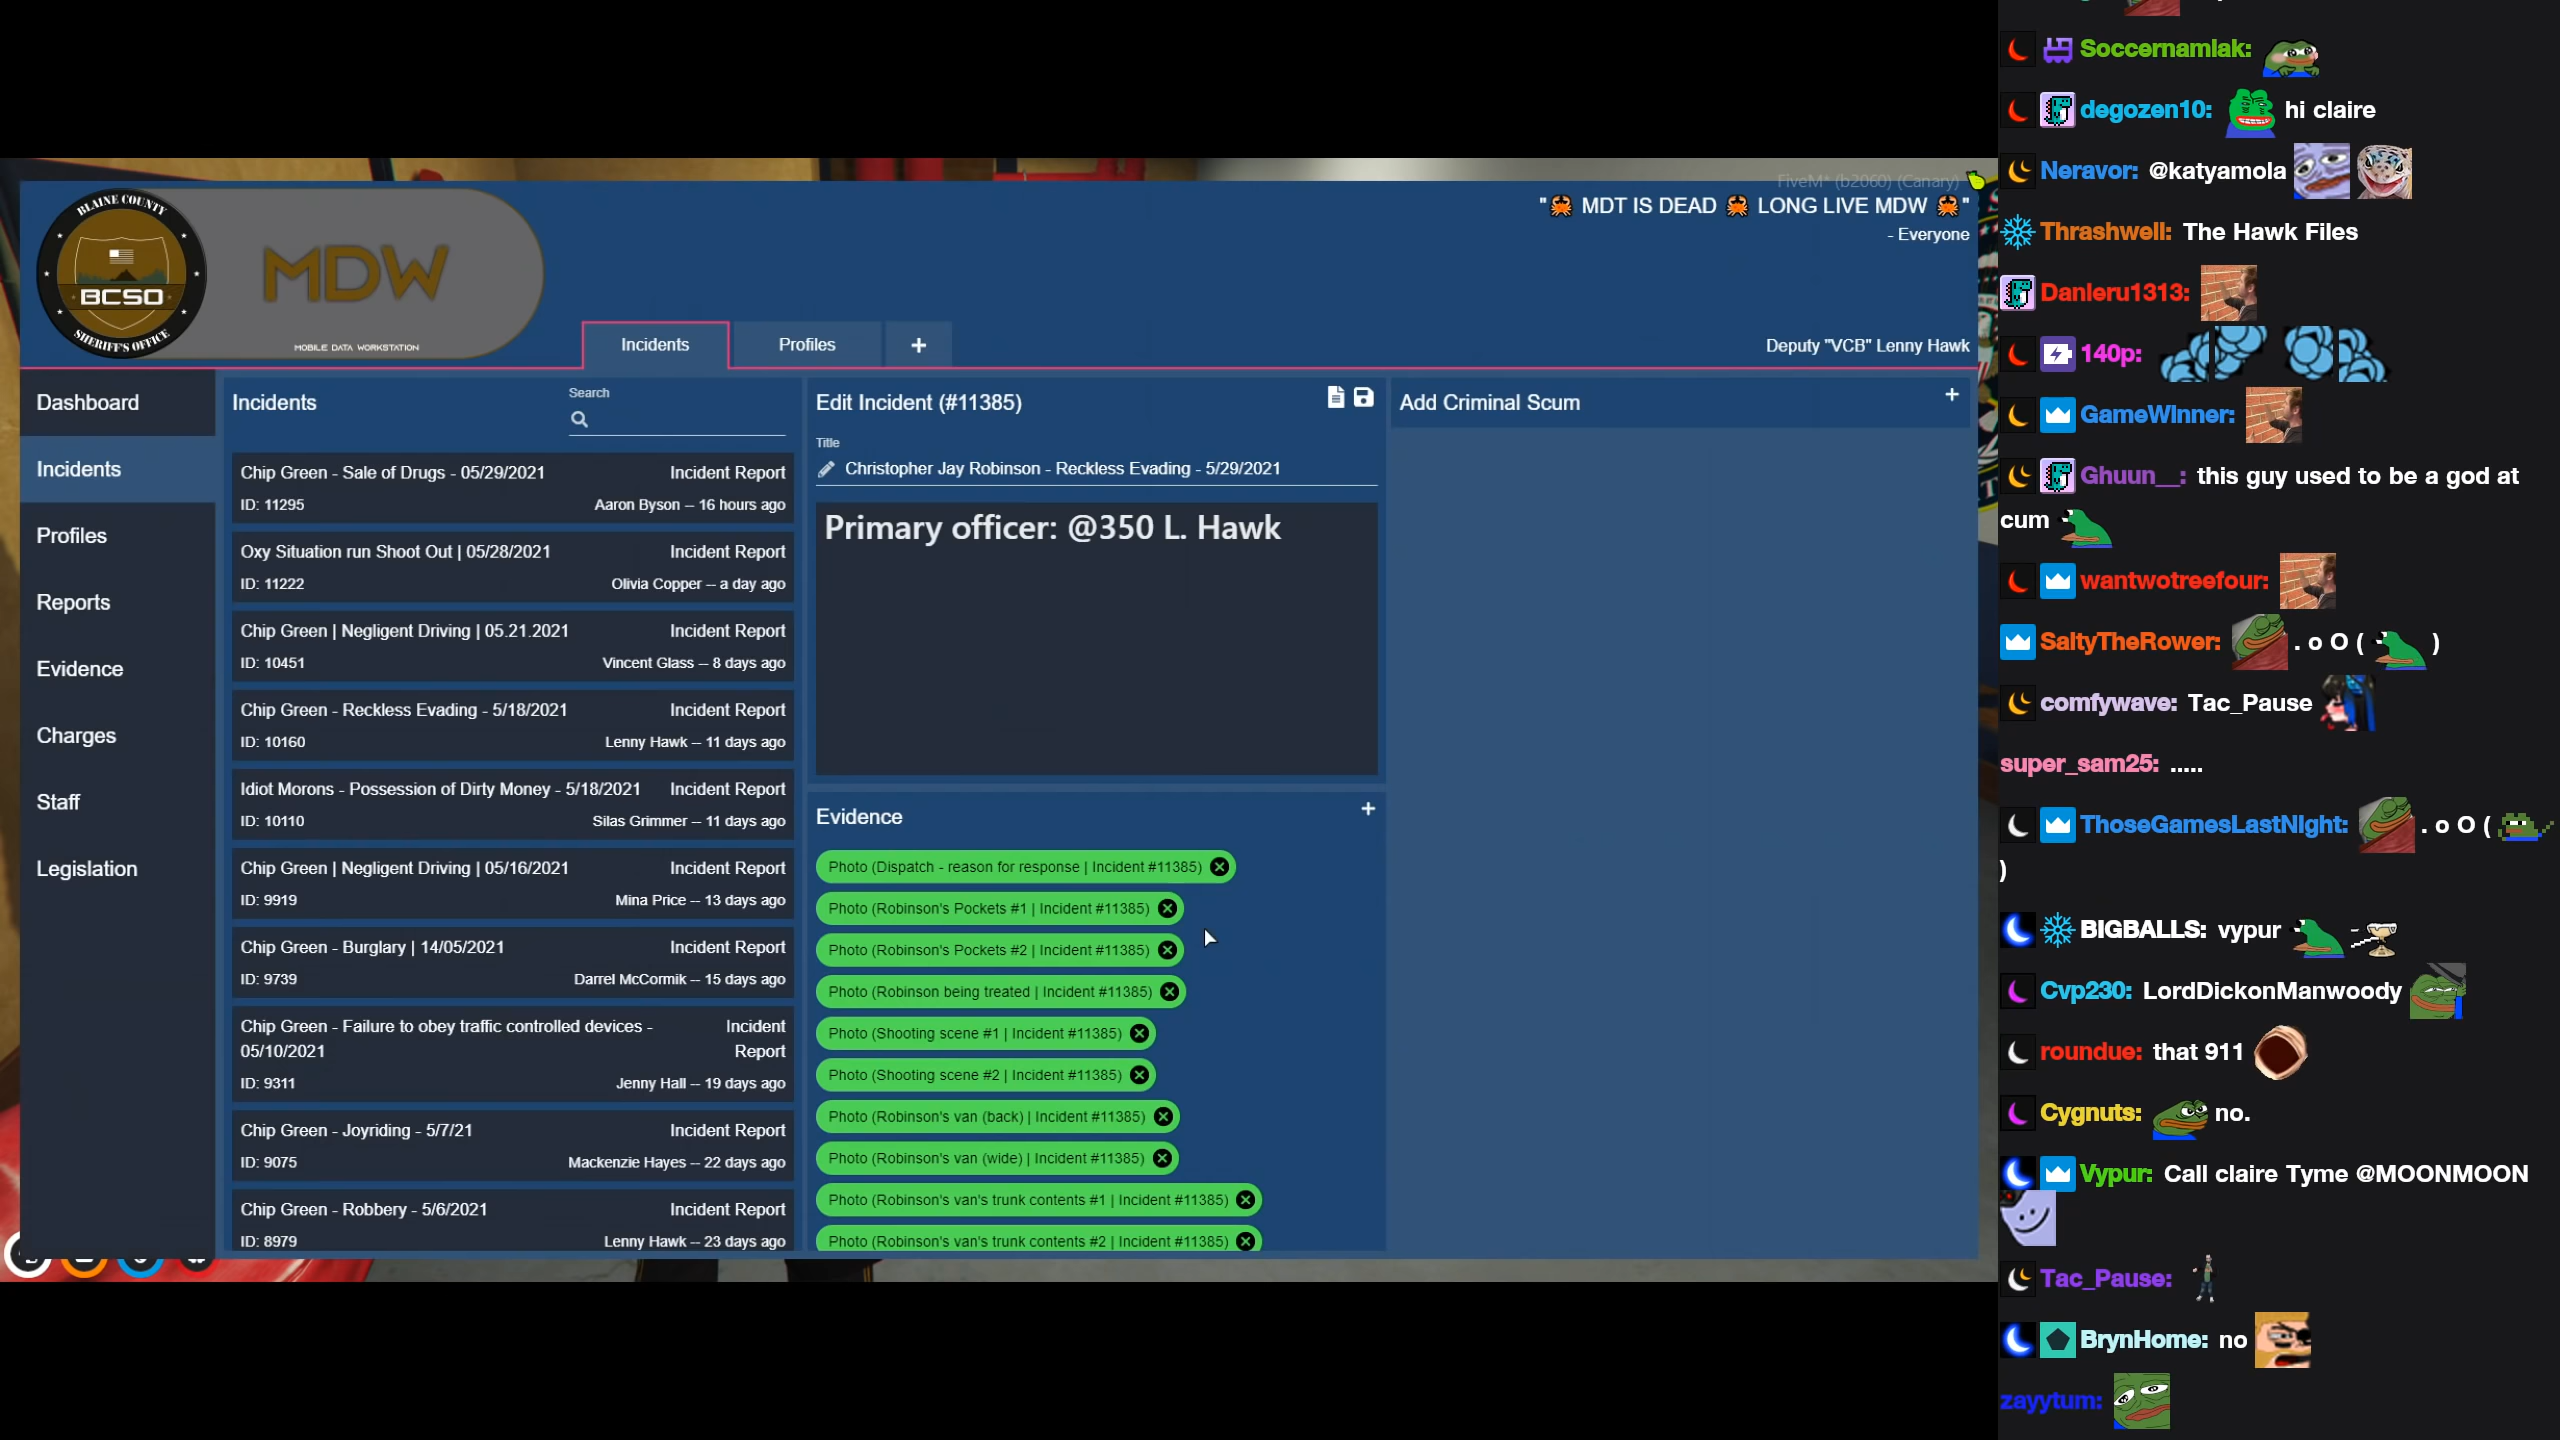 FiveM* (b2060) (Canary)
"🦀 MDT IS DEAD 🦀 LONG LIVE MDW 🦀"
- Everyone
BLAINE COUNTY
BCSO
SHERIFF'S OFFICE
MDW
MOBILE DATA WORKSTATION
Incidents
Profiles
+
Deputy "VCB" Lenny Hawk
Dashboard
Incidents
Profiles
Reports
Evidence
Charges
Staff
Legislation
Incidents
Search
Chip Green - Sale of Drugs - 05/29/2021 Incident Report
ID: 11295 Aaron Byson -- 16 hours ago
Oxy Situation run Shoot Out | 05/28/2021 Incident Report
ID: 11222 Olivia Copper -- a day ago
Chip Green | Negligent Driving | 05.21.2021 Incident Report
ID: 10451 Vincent Glass -- 8 days ago
Chip Green - Reckless Evading - 5/18/2021 Incident Report
ID: 10160 Lenny Hawk -- 11 days ago
Idiot Morons - Possession of Dirty Money - 5/18/2021 Incident Report
ID: 10110 Silas Grimmer -- 11 days ago
Chip Green | Negligent Driving | 05/16/2021 Incident Report
ID: 9919 Mina Price -- 13 days ago
Chip Green - Burglary | 14/05/2021 Incident Report
ID: 9739 Darrel McCormik -- 15 days ago
Chip Green - Failure to obey traffic controlled devices - Incident
05/10/2021 Report
ID: 9311 Jenny Hall -- 19 days ago
Chip Green - Joyriding - 5/7/21 Incident Report
ID: 9075 Mackenzie Hayes -- 22 days ago
Chip Green - Robbery - 5/6/2021 Incident Report
ID: 8979 Lenny Hawk -- 23 days ago
Edit Incident (#11385)
Title
Christopher Jay Robinson - Reckless Evading - 5/29/2021
Primary officer: @350 L. Hawk
Evidence +
Photo (Dispatch - reason for response | Incident #11385)
Photo (Robinson's Pockets #1 | Incident #11385)
Photo (Robinson's Pockets #2 | Incident #11385)
Photo (Robinson being treated | Incident #11385)
Photo (Shooting scene #1 | Incident #11385)
Photo (Shooting scene #2 | Incident #11385)
Photo (Robinson's van (back) | Incident #11385)
Photo (Robinson's van (wide) | Incident #11385)
Photo (Robinson's van's trunk contents #1 | Incident #11385)
Photo (Robinson's van's trunk contents #2 | Incident #11385)
Add Criminal Scum +
Soccernamlak:
degozen10: hi claire
Neravor: @katyamola
Thrashwell: The Hawk Files
Danieru1313:
140p:
GameWinner:
Ghuun__: this guy used to be a god at
cum
wantwotreefour:
SaltyTheRower: . o O ( )
comfywave: Tac_Pause
super_sam25: .....
ThoseGamesLastNight: . o O (
)
BIGBALLS: vypur
Cvp230: LordDickonManwoody
roundue: that 911
Cygnuts: no.
Vypur: Call claire Tyme @MOONMOON
Tac_Pause:
BrynHome: no
zayytum: